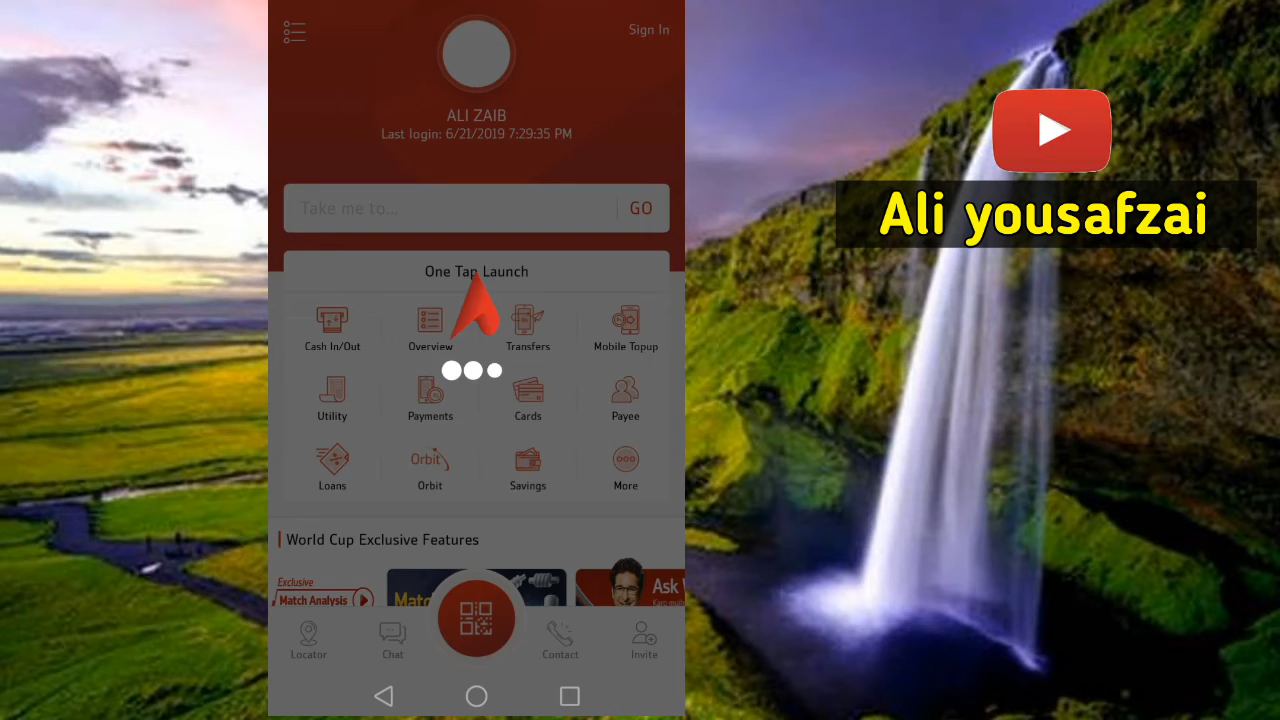 Sign In
ALI ZAIB
Last login: 6/21/2019 7:29:35 PM
Take me to...
GO
One Tap Launch
Cash In/Out
Overview
Transfers
Mobile Topup
Utility
Payments
Cards
Payee
Loans
Orbit
Orbit
Savings
More
World Cup Exclusive Features
Exclusive
Match Analysis
Matc
Ask
Locator
Chat
Contact
Invite
Ali yousafzai